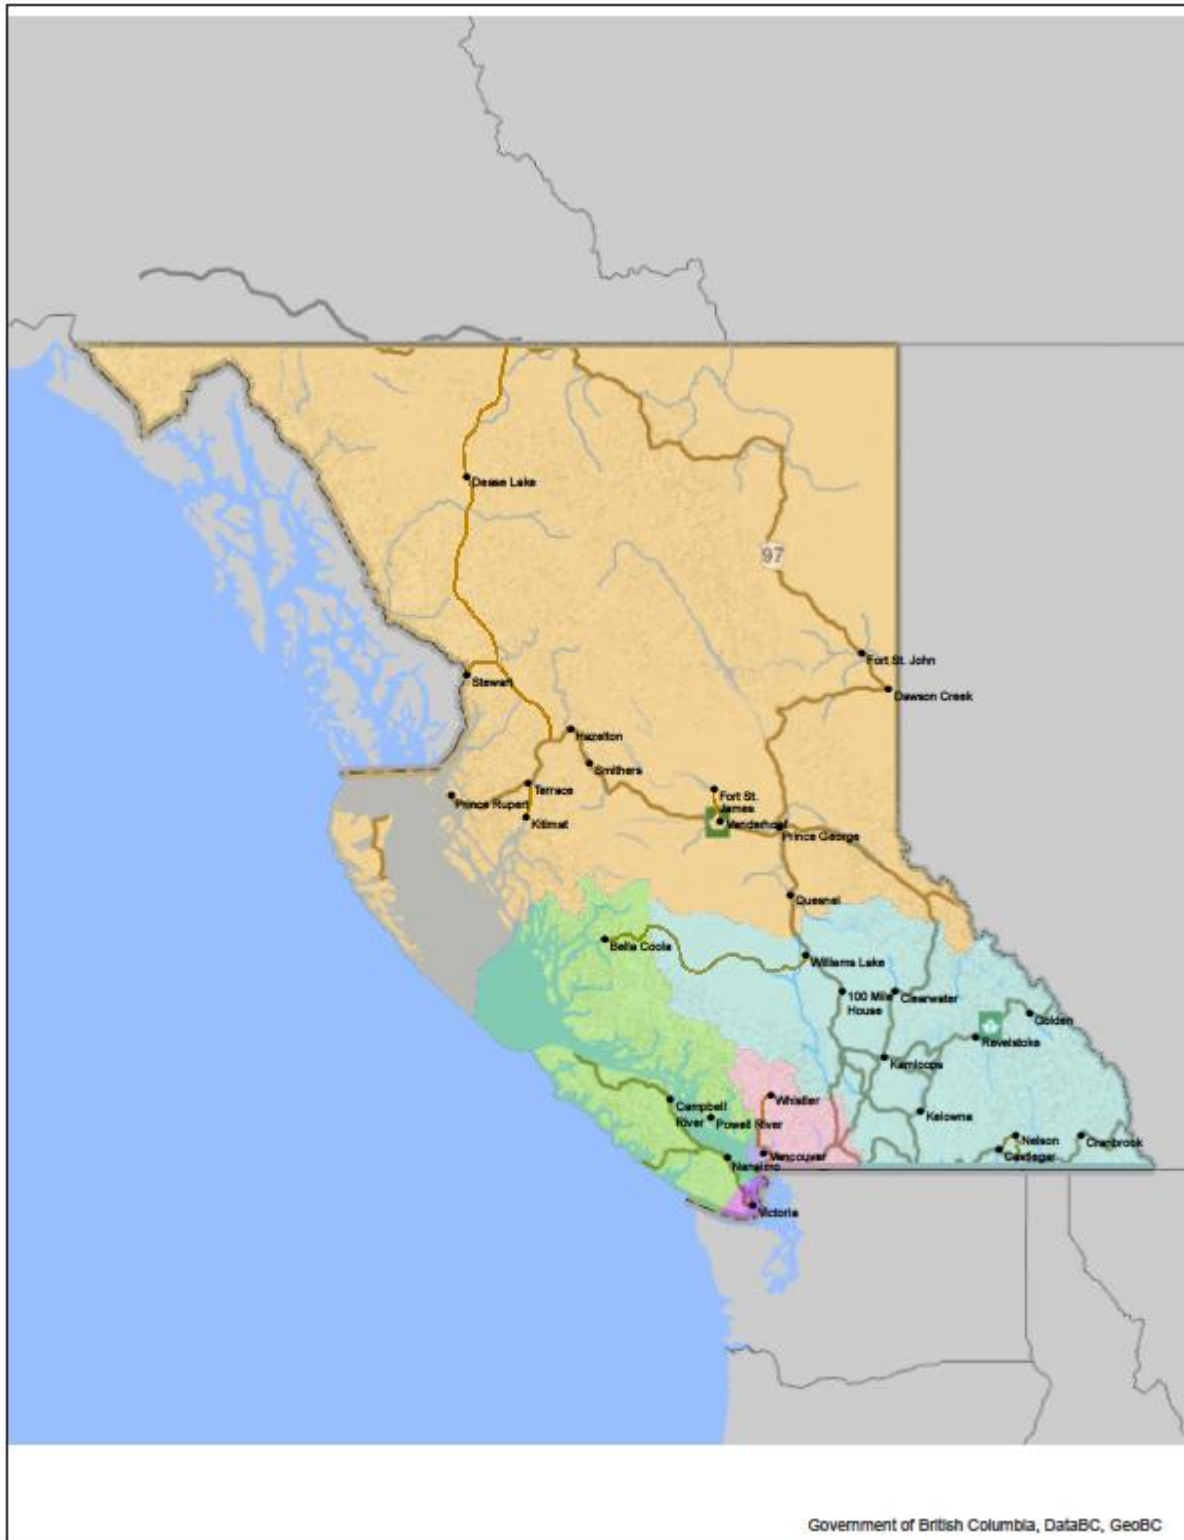 Dease Lake
97
Fort St. John
Stewart
Dawson Creek
Hazelton
Smithers
Terrace
Fort St.
James
Prince Rupert
Kitimat
Vanderhoof
Prince George
Quesnel
Bella Coola
Williams Lake
100 Mile
House
Clearwater
Golden
Revelstoke
Kamloops
Whistler
Campbell
River
Powell River
Kelowna
Nelson
Cranbrook
Castlegar
Vancouver
Nanaimo
Victoria
Government of British Columbia, DataBC, GeoBC